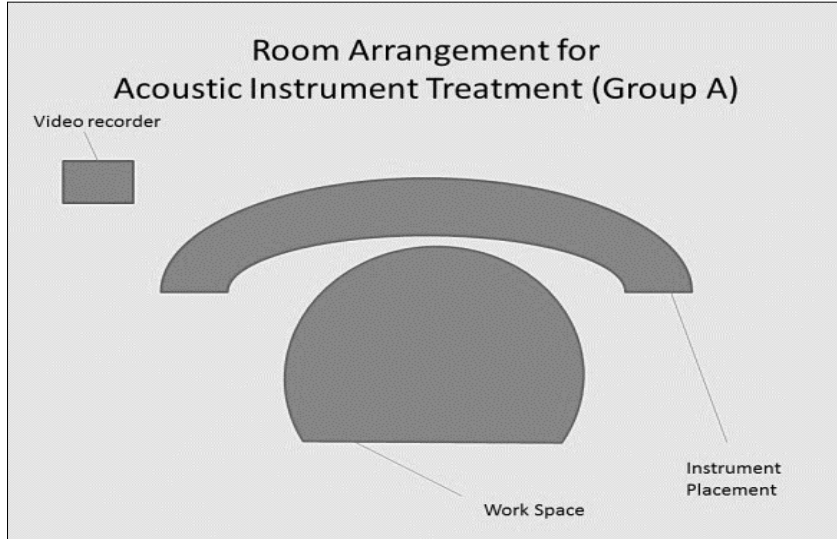 Room Arrangement for
Acoustic Instrument Treatment (Group A)
Video recorder
Instrument
Placement
Work Space